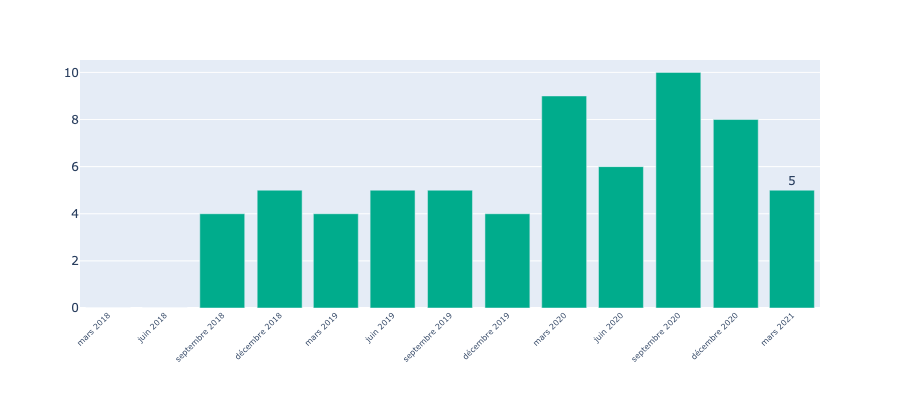 10
8
6
4
2
0
5
mars 2018
juin 2018
septembre 2018
décembre 2018
mars 2019
juin 2019
septembre 2019
décembre 2019
mars 2020
juin 2020
septembre 2020
décembre 2020
mars 2021